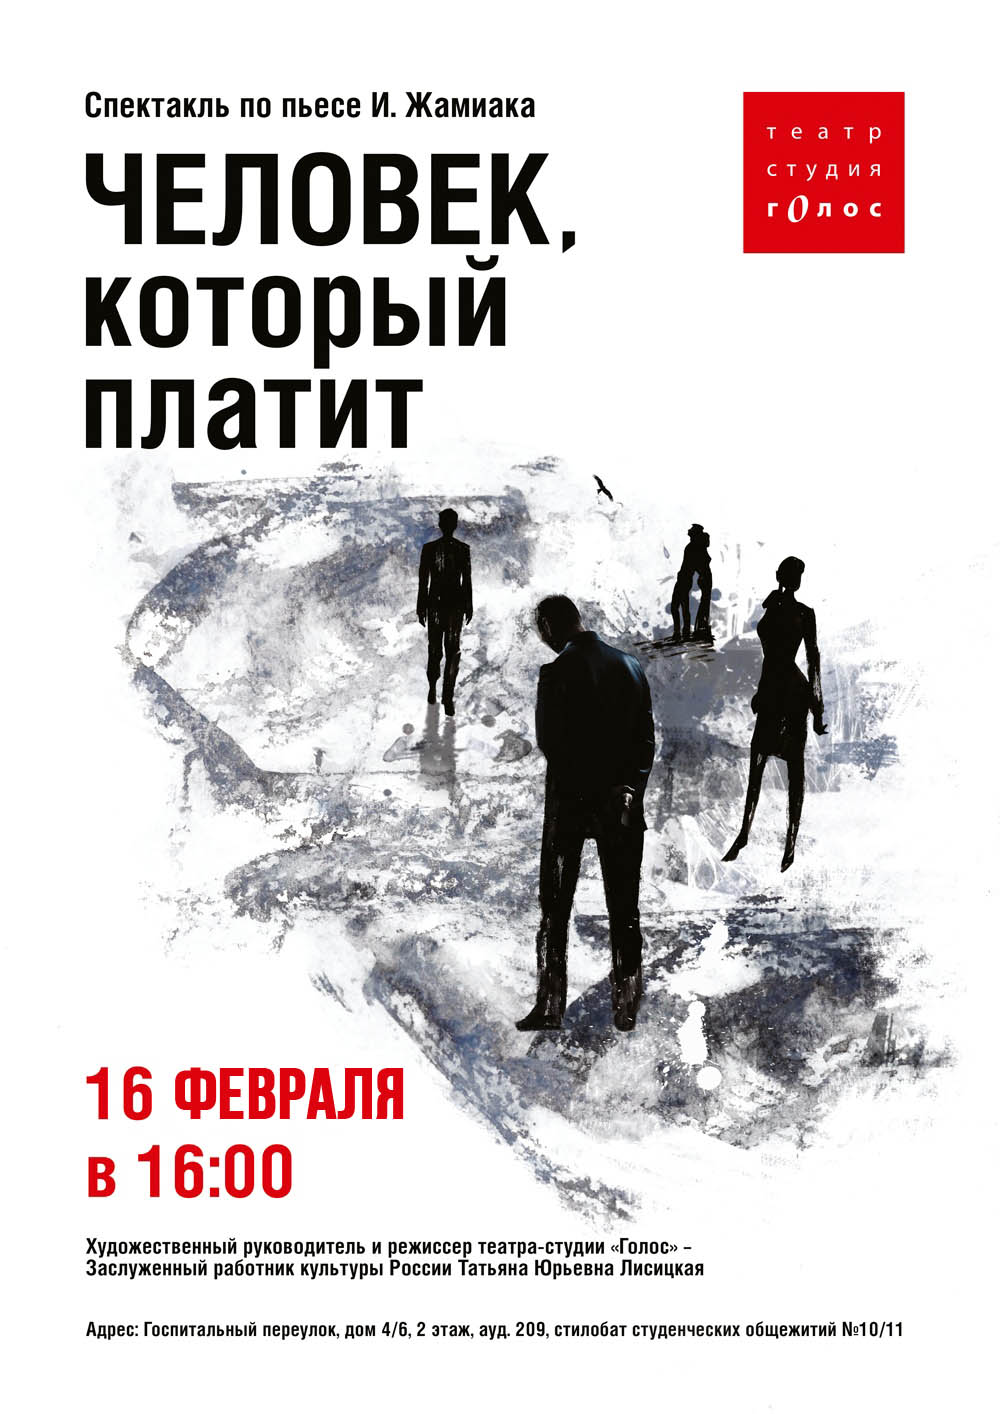 Спектакль по пьесе И. Жамиака
ЧЕЛОВЕК,
который
платит
театр
студия
гОлос
16 ФЕВРАЛЯ
в 16:00
Художественный руководитель и режиссер театра-студии «Голос» –
Заслуженный работник культуры России Татьяна Юрьевна Лисицкая
Адрес: Госпитальный переулок, дом 4/6, 2 этаж, ауд. 209, стилобат студенческих общежитий №10/11